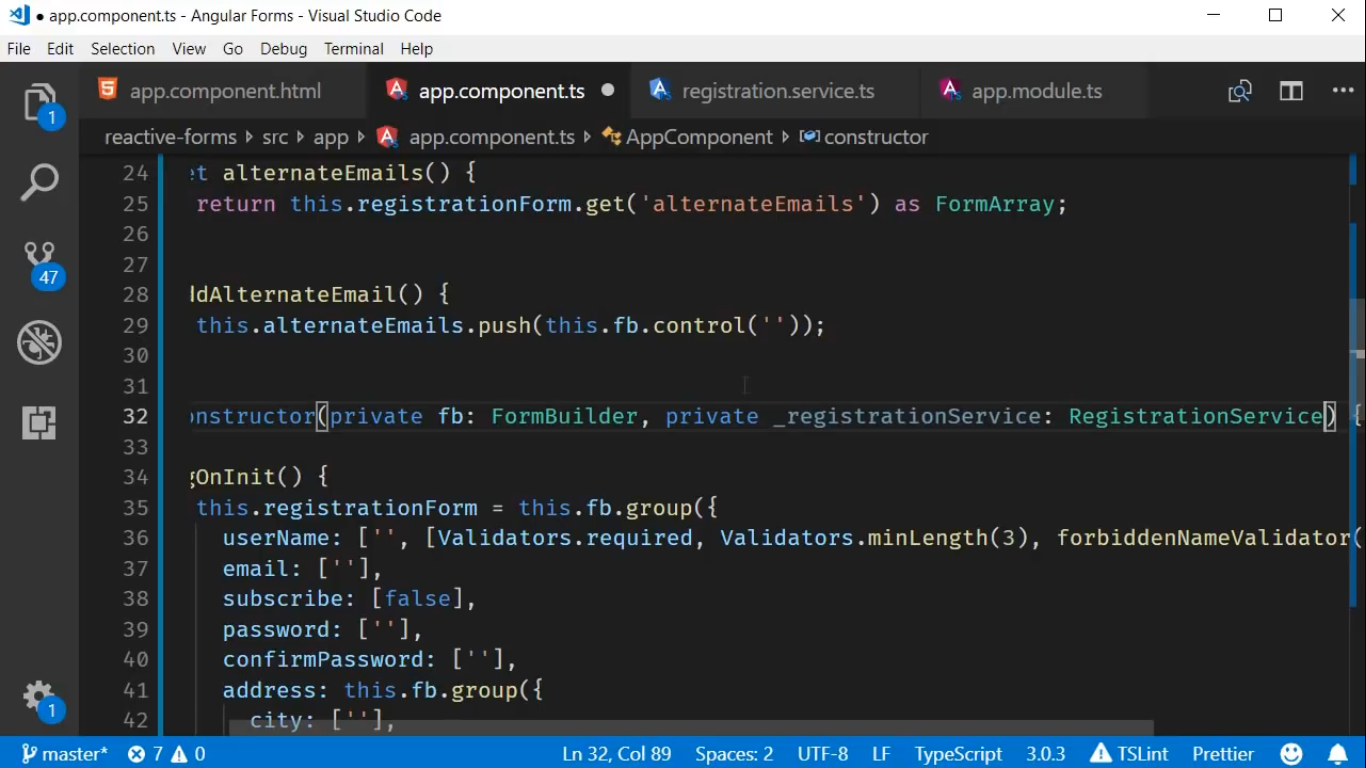 app.component.ts - Angular Forms - Visual Studio Code
File Edit Selection View Go Debug Terminal Help
app.component.html app.component.ts registration.service.ts app.module.ts
reactive-forms src app app.component.ts AppComponent constructor
24 et alternateEmails() {
25 return this.registrationForm.get('alternateEmails') as FormArray;
26
27
28 ddAlternateEmail() {
29 this.alternateEmails.push(this.fb.control(''));
30
31
32 onstructor(private fb: FormBuilder, private _registrationService: RegistrationService) {
33
34 gOnInit() {
35 this.registrationForm = this.fb.group({
36 userName: ['', [Validators.required, Validators.minLength(3), forbiddenNameValidator(
37 email: [''],
38 subscribe: [false],
39 password: [''],
40 confirmPassword: [''],
41 address: this.fb.group({
42 city: [''],
1
47
1
master* 7 0 Ln 32, Col 89 Spaces: 2 UTF-8 LF TypeScript 3.0.3 TSLint Prettier